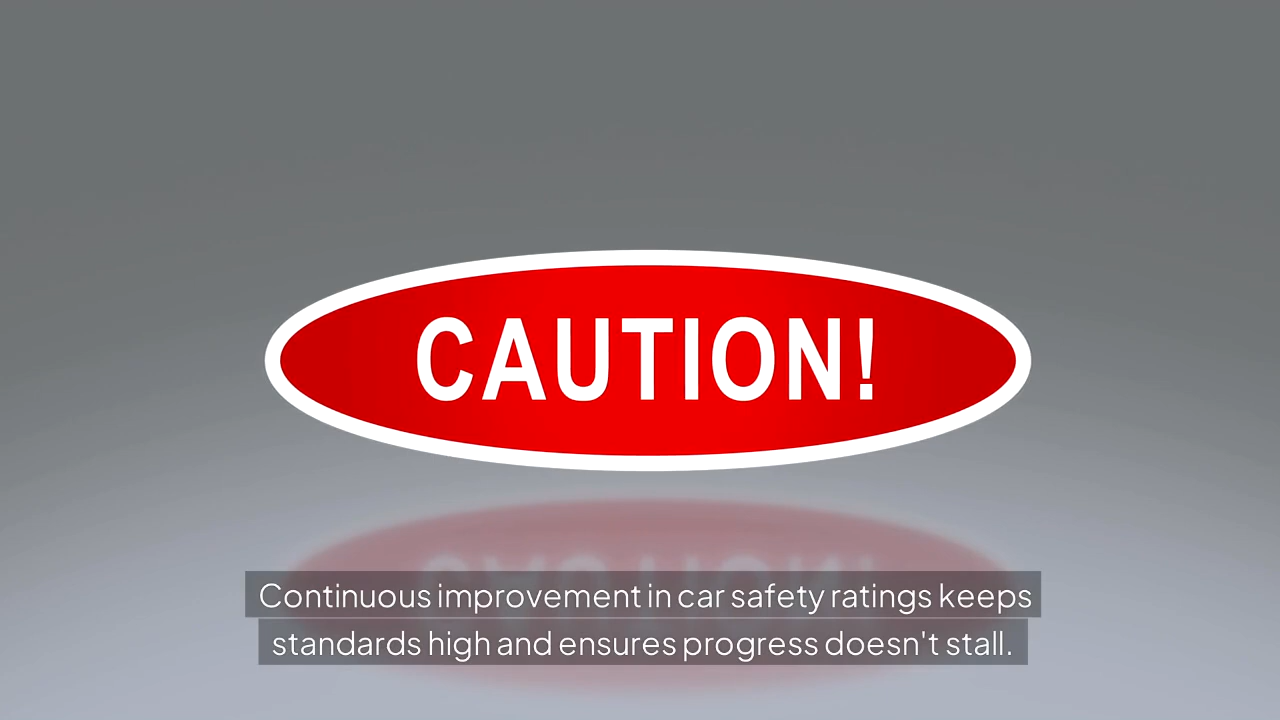 CAUTION!
Continuous improvement in car safety ratings keeps
standards high and ensures progress doesn't stall.